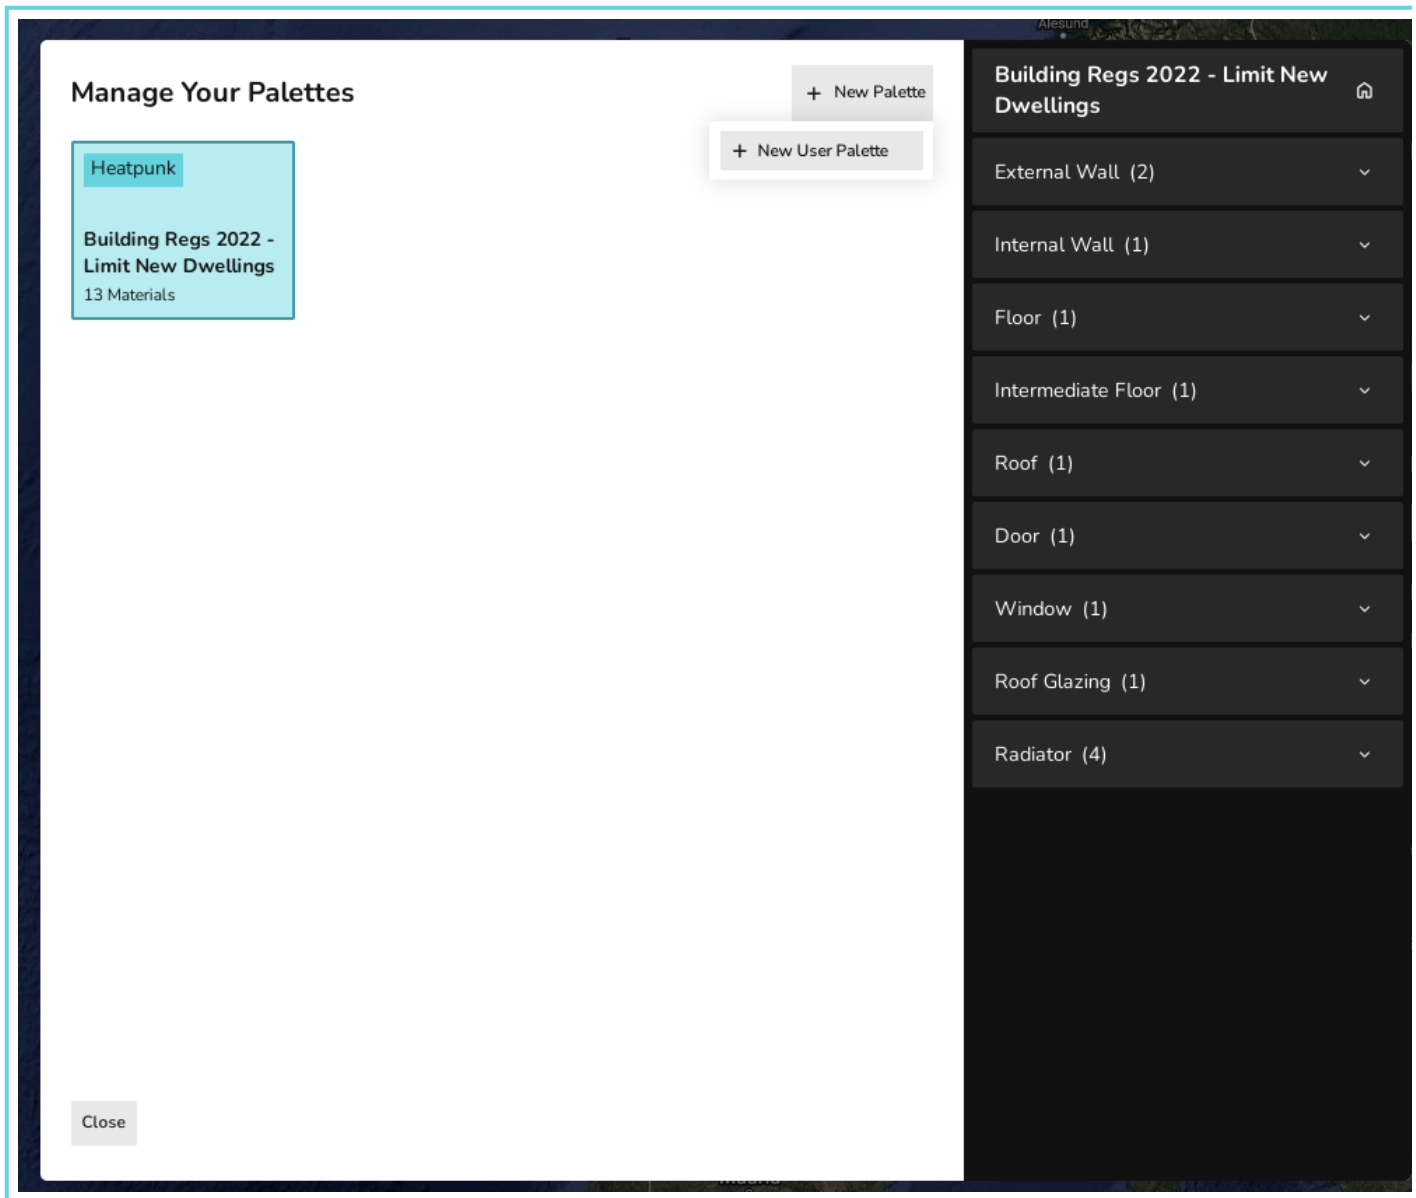 Alesund
Manage Your Palettes
+ New Palette
+ New User Palette
Heatpunk
Building Regs 2022 -
Limit New Dwellings
13 Materials
Close
Building Regs 2022 - Limit New
Dwellings
External Wall (2)
Internal Wall (1)
Floor (1)
Intermediate Floor (1)
Roof (1)
Door (1)
Window (1)
Roof Glazing (1)
Radiator (4)